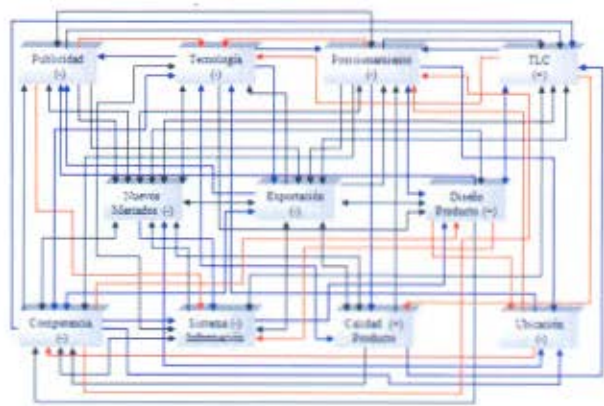 Publicidad
(-)
Tecnología
(-)
Posicionamiento
(-)
TLC
(+)
Nuevos
Mercados (-)
Exportación
(-)
Diseño
Producto (+)
Competencia
(-)
Sistema (-)
Información
Calidad (+)
Producto
Ubicación
(-)